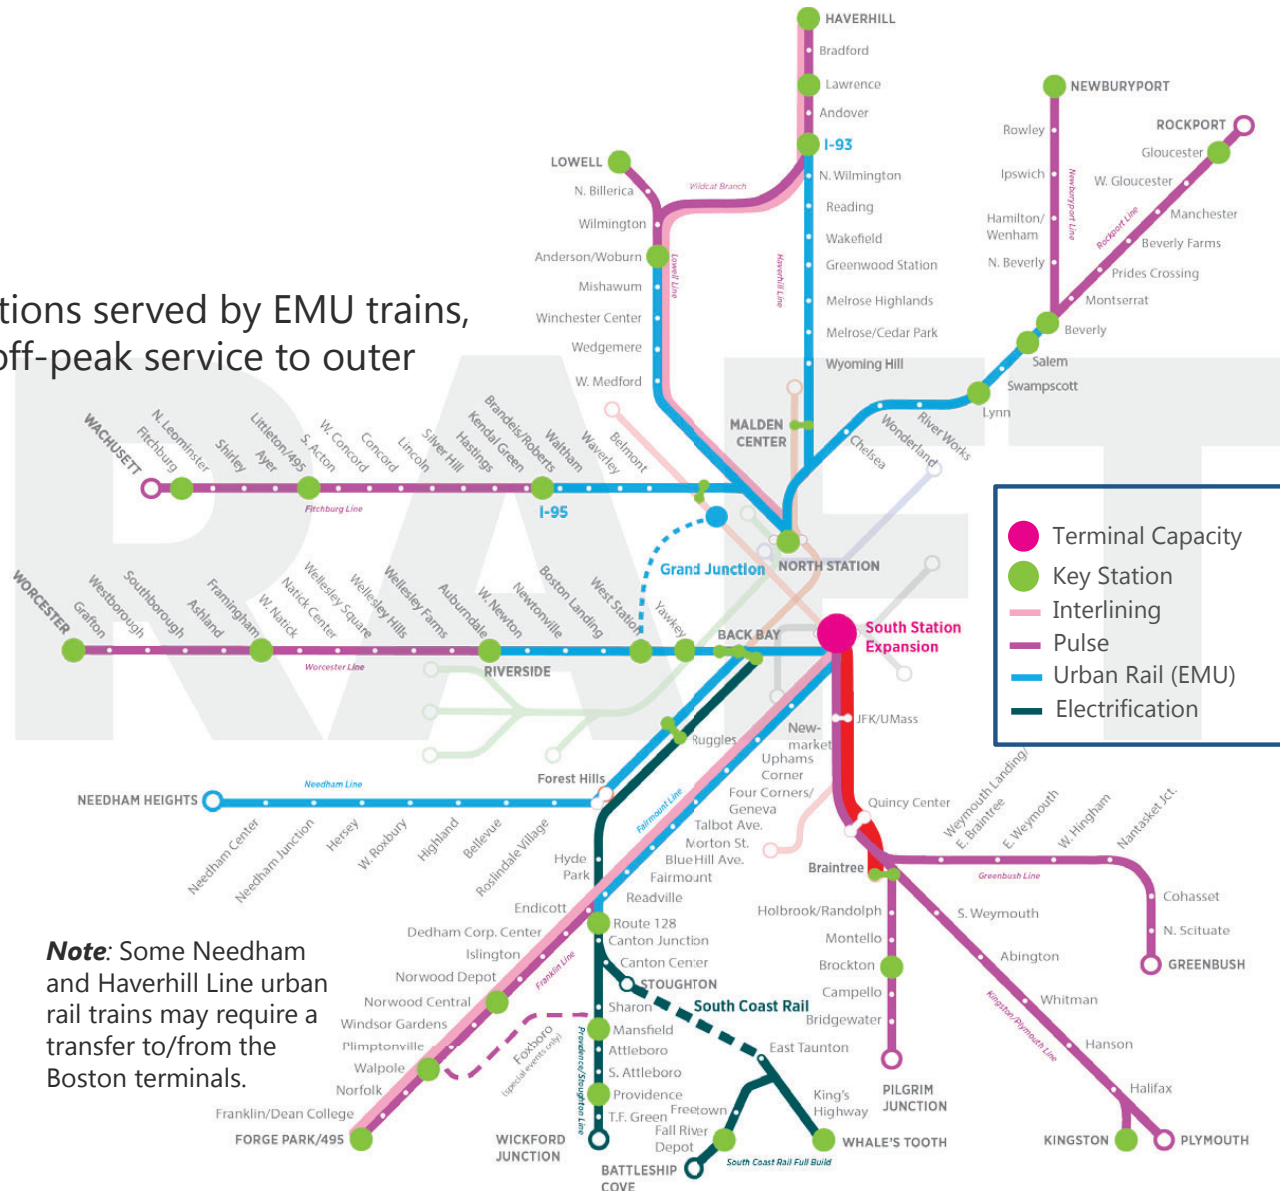 HAVERHILL
Bradford
Lawrence
Andover
I-93
N. Wilmington
Reading
Wakefield
Greenwood Station
Melrose Highlands
Melrose/Cedar Park
Wyoming Hill
MALDEN
CENTER
Haverhill Line
Wildcat Branch
LOWELL
N. Billerica
Wilmington
Anderson/Woburn
Mishawum
Winchester Center
Wedgemere
W. Medford
Lowell Line
NEWBURYPORT
Rowley
Ipswich
Hamilton/
Wenham
N. Beverly
Newburyport Line
ROCKPORT
Gloucester
W. Gloucester
Manchester
Beverly Farms
Prides Crossing
Montserrat
Rockport Line
Beverly
Salem
Swampscott
Lynn
River Works
Wonderland
Chelsea
tions served by EMU trains,
off-peak service to outer
DRAFT
WACHUSETT
Fitchburg
N. Leominster
Shirley
Ayer
Littleton/495
S. Acton
W. Concord
Concord
Lincoln
Silver Hill
Hastings
Kendal Green
Brandeis/Roberts
Waltham
Waverley
Belmont
Fitchburg Line
I-95
Grand Junction
NORTH STATION
WORCESTER
Grafton
Westborough
Southborough
Ashland
Framingham
W. Natick
Natick Center
Wellesley Square
Wellesley Hills
Wellesley Farms
Auburndale
W. Newton
Newtonville
Boston Landing
West Station
Yawkey
BACK BAY
Worcester Line
RIVERSIDE
South Station
Expansion
Terminal Capacity
Key Station
Interlining
Pulse
Urban Rail (EMU)
Electrification
Ruggles
Forest Hills
NEEDHAM HEIGHTS
Needham Line
Needham Center
Needham Junction
Hersey
W. Roxbury
Highland
Bellevue
Roslindale Village
Hyde
Park
New-
market
Uphams
Corner
Four Corners/
Geneva
Talbot Ave.
Morton St.
Blue Hill Ave.
Fairmount
Readville
Fairmount Line
JFK/UMass
Quincy Center
Braintree
Weymouth Landing/
E. Braintree
E. Weymouth
W. Hingham
Nantasket Jct.
Greenbush Line
Cohasset
N. Scituate
GREENBUSH
S. Weymouth
Abington
Whitman
Hanson
Halifax
Kingston/Plymouth Line
KINGSTON
PLYMOUTH
Holbrook/Randolph
Montello
Brockton
Campello
Bridgewater
PILGRIM
JUNCTION
Endicott
Dedham Corp. Center
Islington
Norwood Depot
Norwood Central
Windsor Gardens
Plimptonville
Walpole
Norfolk
Franklin/Dean College
FORGE PARK/495
Franklin Line
Foxboro
(special events only)
Route 128
Canton Junction
Canton Center
STOUGHTON
Sharon
Mansfield
Attleboro
S. Attleboro
Providence
T.F. Green
WICKFORD
JUNCTION
Providence/Stoughton Line
South Coast Rail
East Taunton
King's
Highway
WHALE'S TOOTH
Freetown
Fall River
Depot
BATTLESHIP
COVE
South Coast Rail Full Build
Note: Some Needham
and Haverhill Line urban
rail trains may require a
transfer to/from the
Boston terminals.